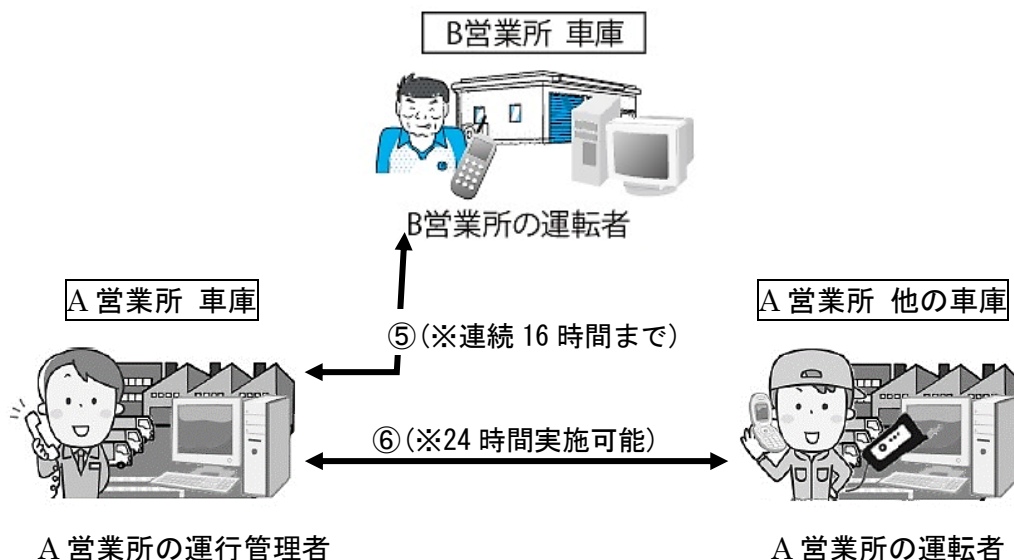 B営業所 車庫
B営業所の運転者
A 営業所 車庫
A 営業所 他の車庫
⑤(※連続 16 時間まで)
⑥(※24 時間実施可能)
A 営業所の運行管理者
A 営業所の運転者